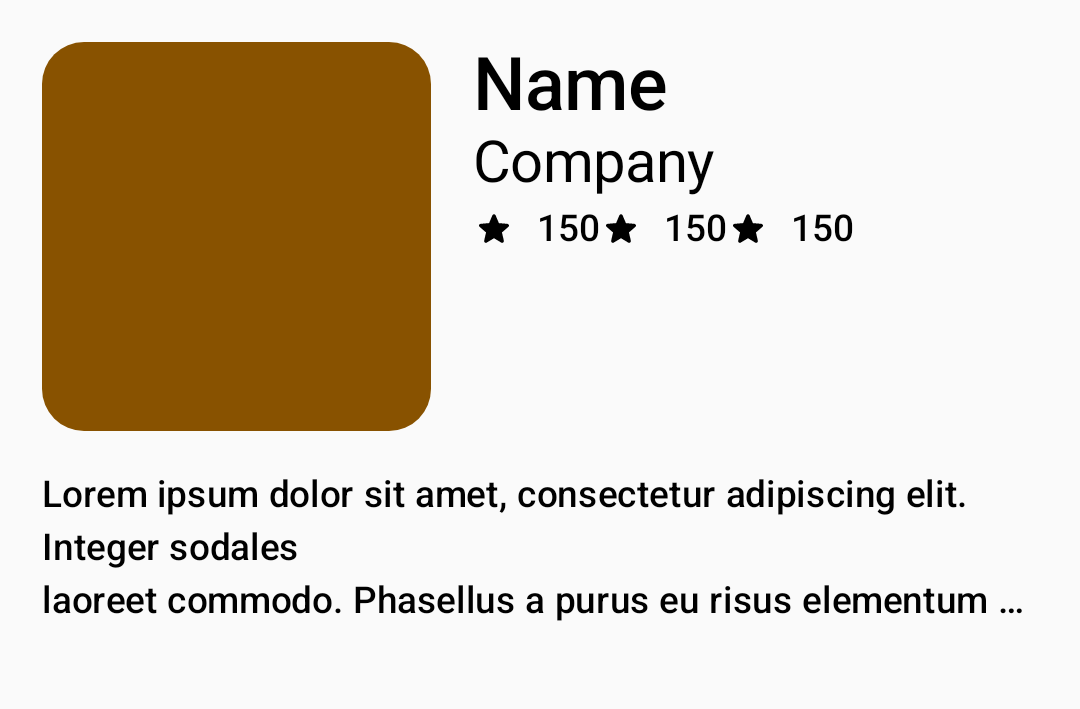 Name
Company
★ 150 ★ 150 ★ 150
Lorem ipsum dolor sit amet, consectetur adipiscing elit.
Integer sodales
laoreet commodo. Phasellus a purus eu risus elementum …